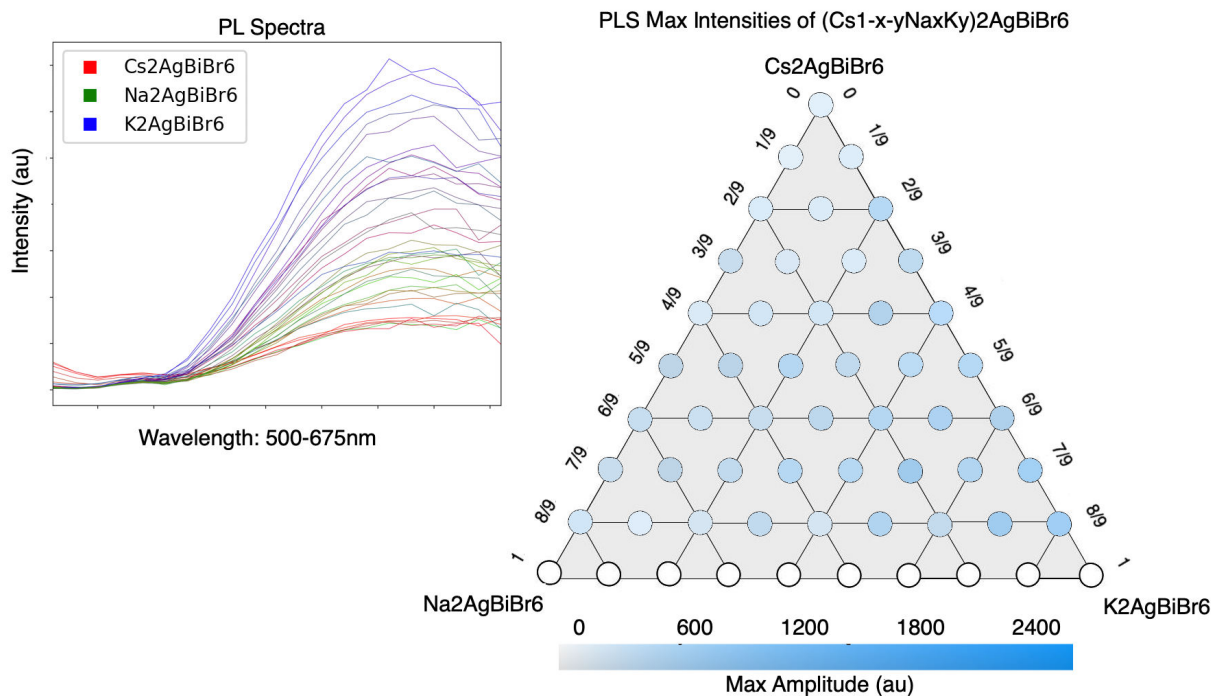 PL Spectra
Cs2AgBiBr6
Na2AgBiBr6
K2AgBiBr6
Intensity (au)
Wavelength: 500-675nm
PLS Max Intensities of (Cs1-x-yNaxKy)2AgBiBr6
Cs2AgBiBr6
0 0
1/9 1/9
2/9 2/9
3/9 3/9
4/9 4/9
5/9 5/9
6/9 6/9
7/9 7/9
8/9 8/9
1 1
Na2AgBiBr6 K2AgBiBr6
0 600 1200 1800 2400
Max Amplitude (au)